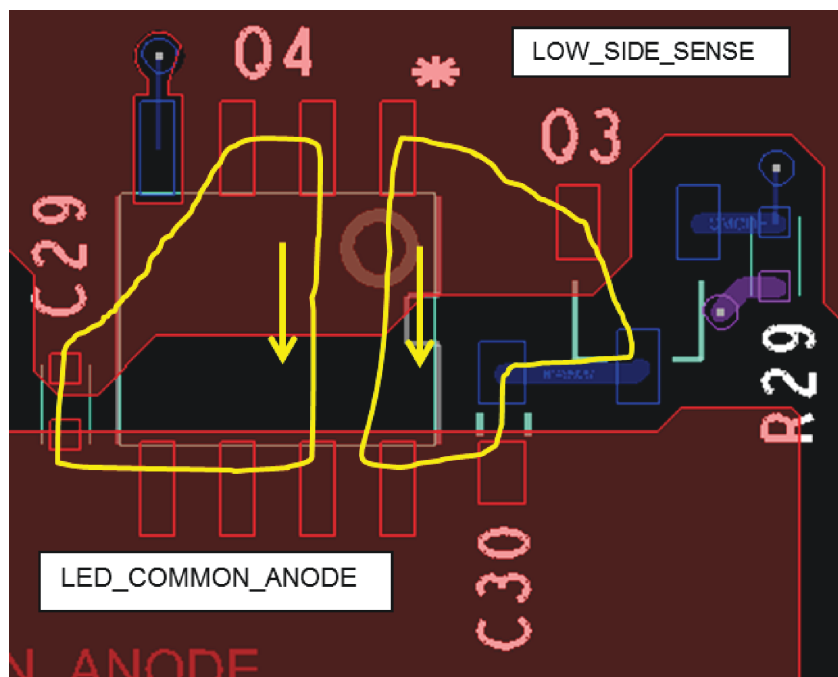 Q4
*
LOW_SIDE_SENSE
Q3
C29
R29
LED_COMMON_ANODE
C30
N_ANODE